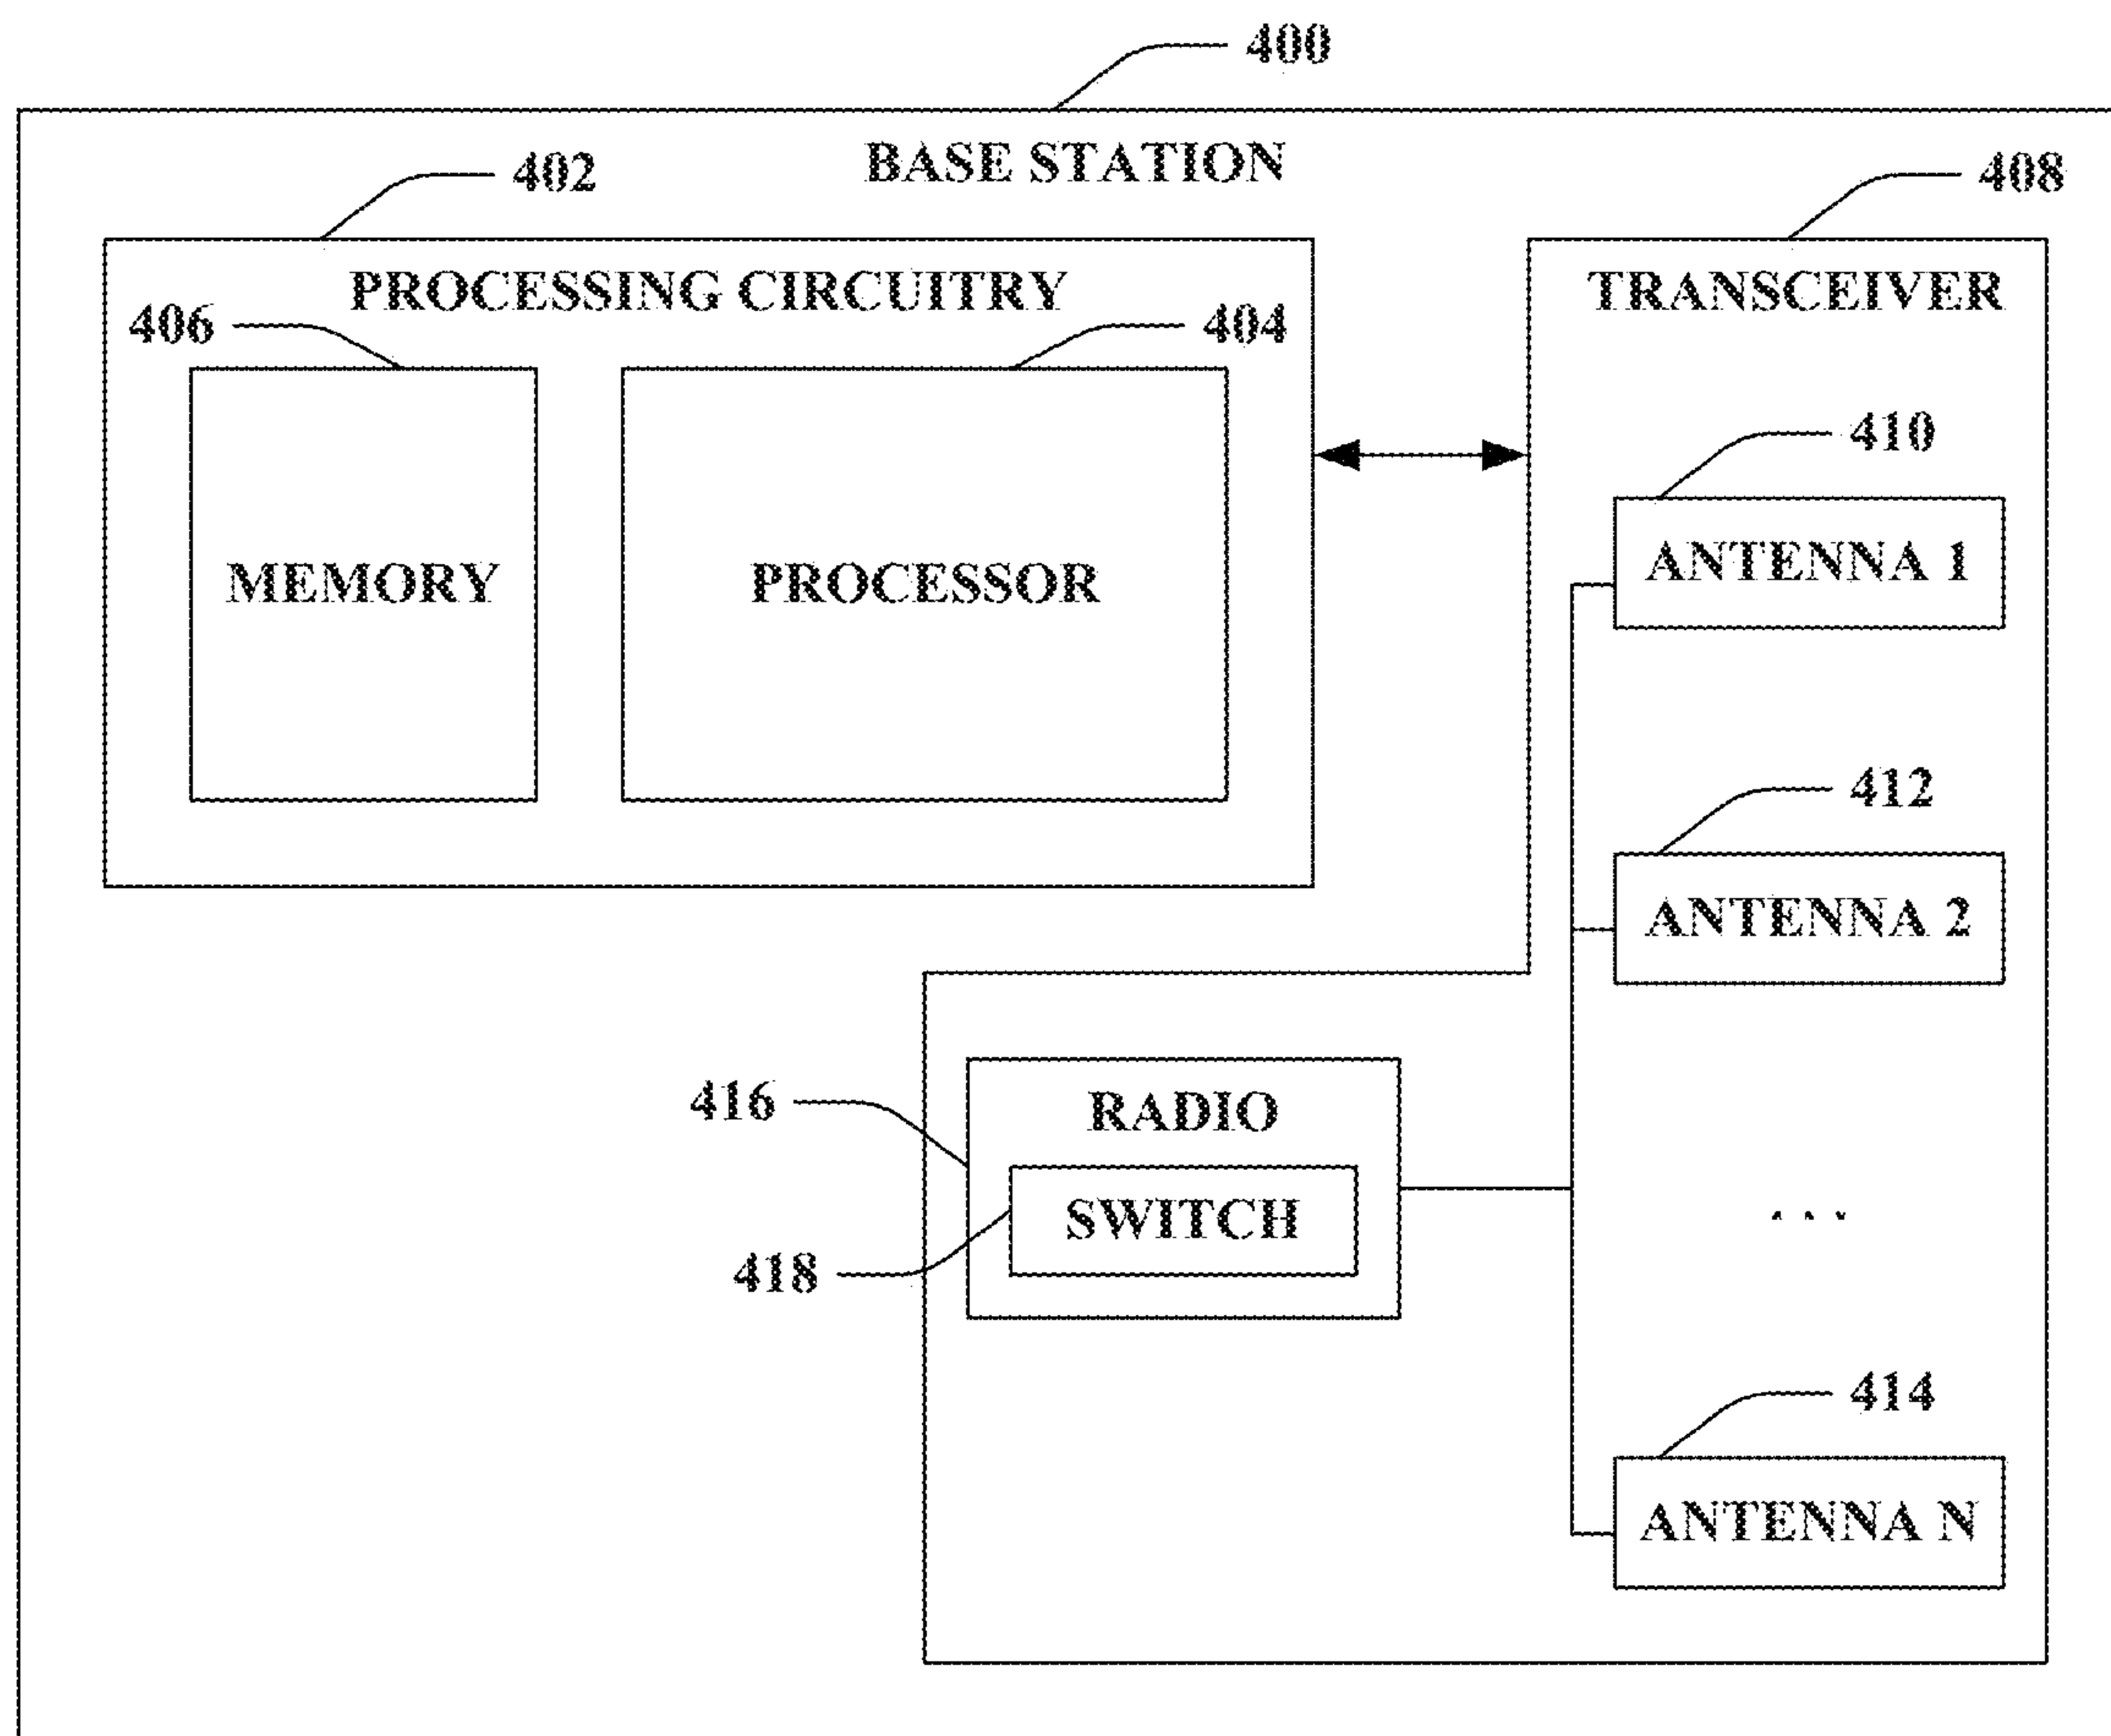 400
BASE STATION
402
408
PROCESSING CIRCUITRY
TRANSCEIVER
406
404
410
MEMORY
PROCESSOR
ANTENNA 1
412
ANTENNA 2
416
RADIO
SWITCH
418
...
414
ANTENNA N